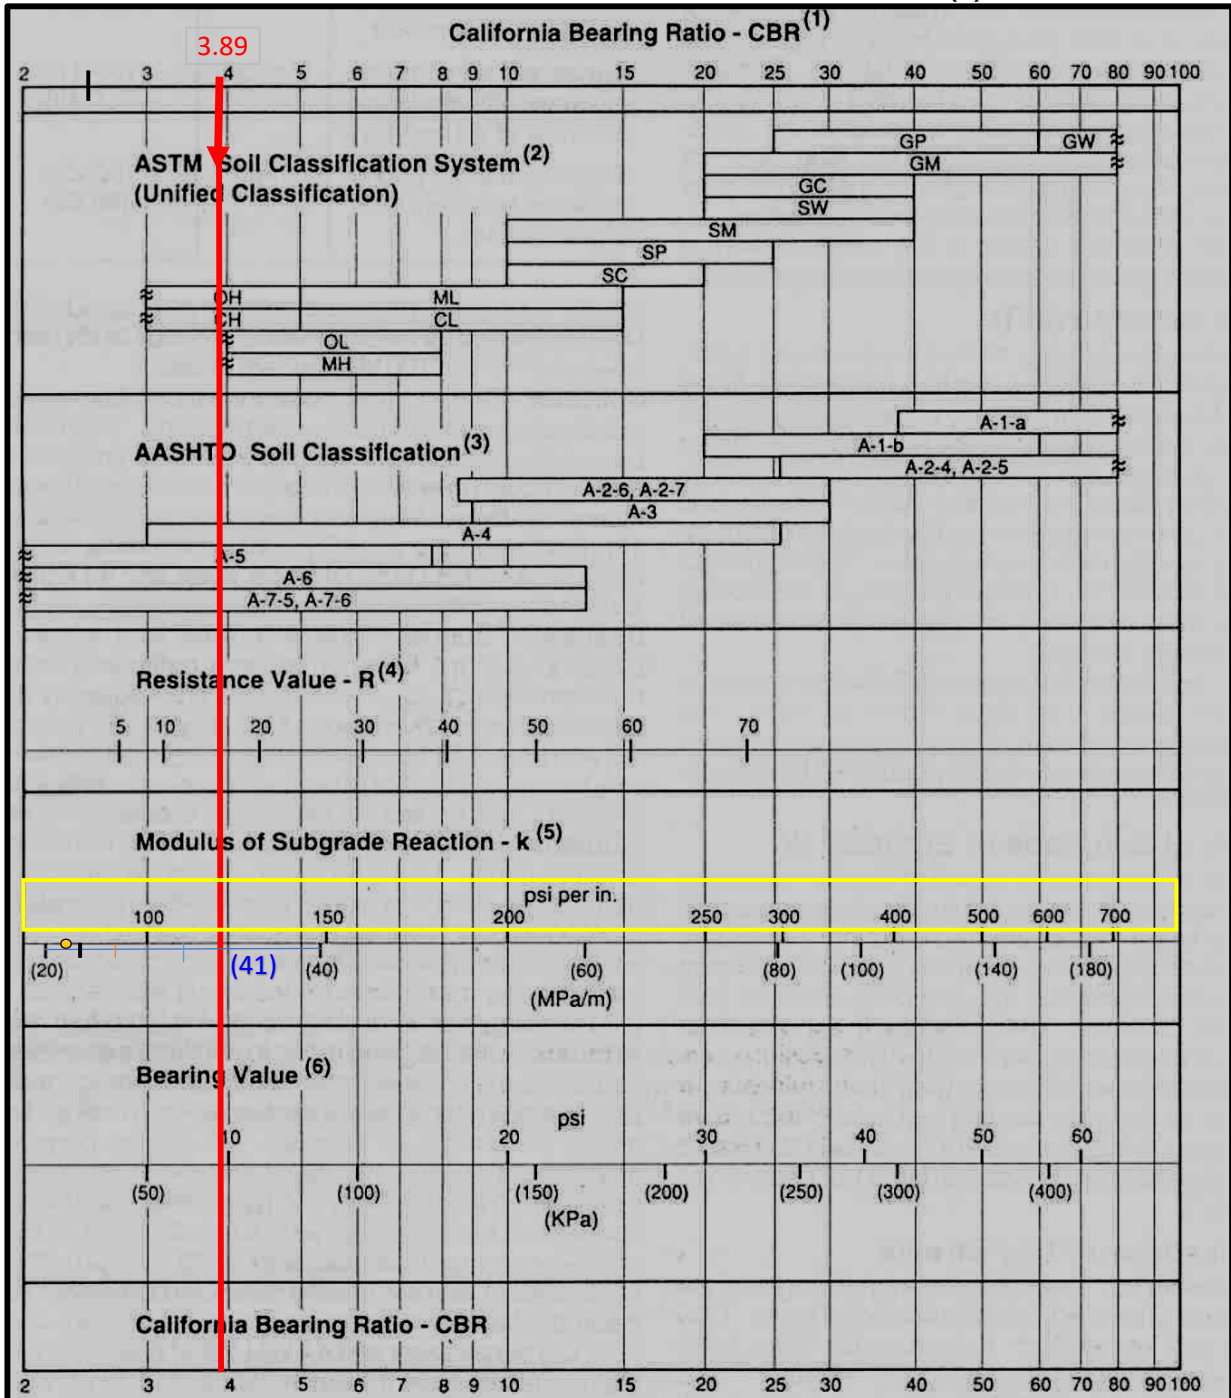 California Bearing Ratio - CBR(1)
3.89
2 3 4 5 6 7 8 9 10 15 20 25 30 40 50 60 70 80 90 100
ASTM Soil Classification System(2)
(Unified Classification)
GP GW
GM
GC
SW
SM
SP
SC
OH ML
CH CL
OL
MH
AASHTO Soil Classification(3)
A-1-a
A-1-b
A-2-4, A-2-5
A-2-6, A-2-7
A-3
A-4
A-5
A-6
A-7-5, A-7-6
Resistance Value - R(4)
5 10 20 30 40 50 60 70
Modulus of Subgrade Reaction - k(5)
psi per in.
100 150 200 250 300 400 500 600 700
(20) (41) (40) (60) (80) (100) (140) (180)
(MPa/m)
Bearing Value(6)
psi
10 20 30 40 50 60
(50) (100) (150) (200) (250) (300) (400)
(KPa)
California Bearing Ratio - CBR
2 3 4 5 6 7 8 9 10 15 20 25 30 40 50 60 70 80 90 100